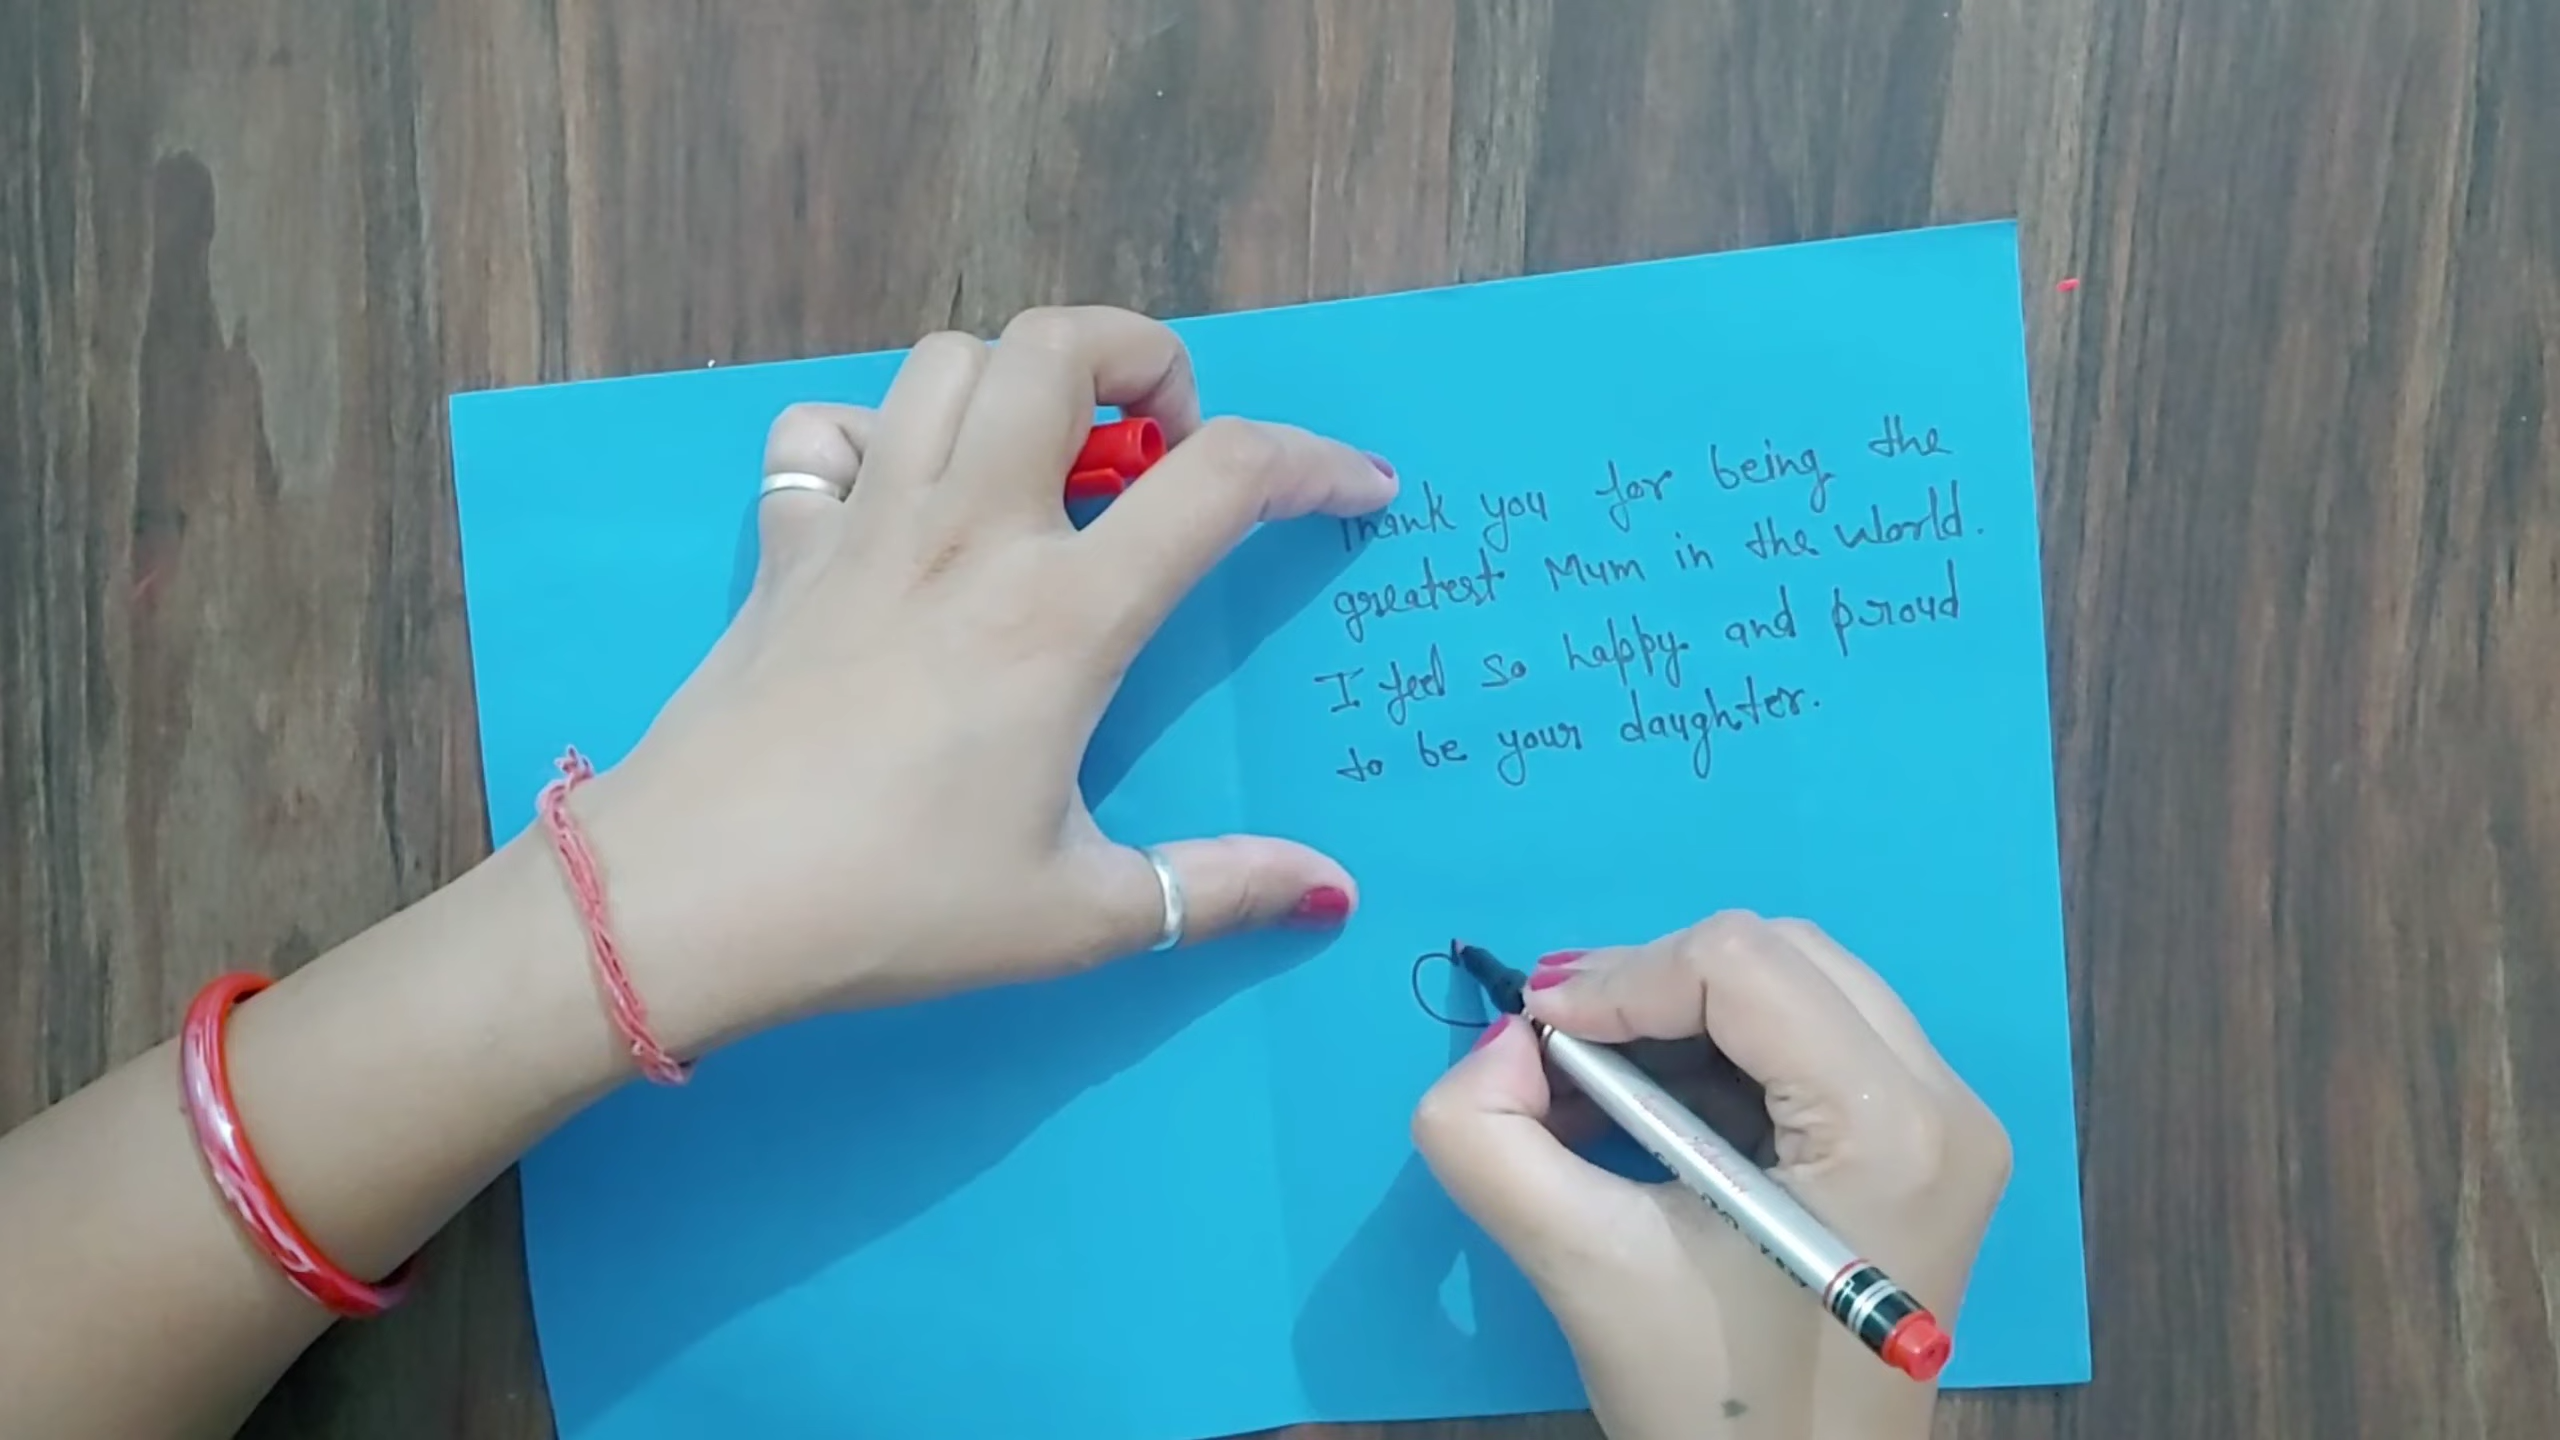 Thank you for being the
greatest Mum in the world.
I feel so happy and proud
to be your daughter.